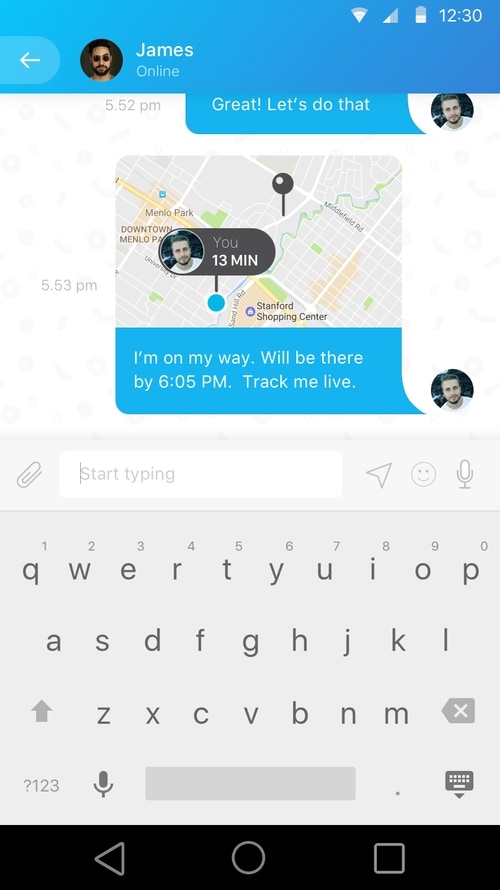 12:30
James
Online
5.52 pm
Great! Let's do that
Menlo Park
Middlefield Rd
DOWNTOWN
MENLO PA
You
13 MIN
University Dr
Sand Hill Rd
Stanford
Shopping Center
5.53 pm
I'm on my way. Will be there
by 6:05 PM. Track me live.
Start typing
1 2 3 4 5 6 7 8 9 0
q w e r t y u i o p
a s d f g h j k l
z x c v b n m
?123 .